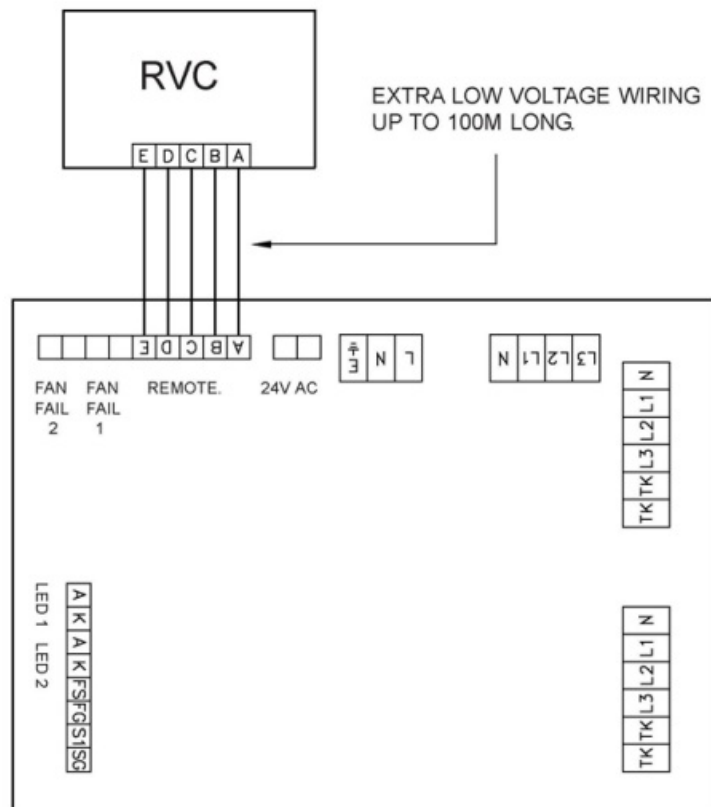 RVC
EXTRA LOW VOLTAGE WIRING
UP TO 100M LONG.
E D C B A
E D C B A
E N L
N L1 L2 L3
FAN FAN REMOTE. 24V AC
FAIL FAIL
2 1
N
L1
L2
L3
TK
TK
LED 1
LED 2
A
K
A
K
FS
FG
S1
SG
N
L1
L2
L3
TK
TK